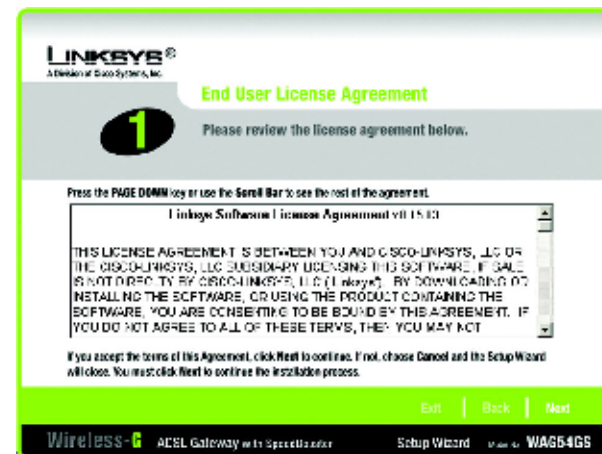 LINKSYS®
A Division of Cisco Systems, Inc.
End User License Agreement
1
Please review the license agreement below.
Press the PAGE DOWN key or use the Scroll Bar to see the rest of the agreement.
Linksys Software License Agreement
THIS LICENSE AGREEMENT IS BETWEEN YOU AND CISCO-LINKSYS, LLC OR
THE CISCO-LINKSYS, LLC SUBSIDIARY LICENSING THIS SOFTWARE, IF SALE
IS NOT DIRECTLY BY CISCO-LINKSYS, LLC ("Linksys"). BY DOWNLOADING OR
INSTALLING THE SOFTWARE, OR USING THE PRODUCT CONTAINING THE
SOFTWARE, YOU ARE CONSENTING TO BE BOUND BY THIS AGREEMENT. IF
YOU DO NOT AGREE TO ALL OF THESE TERMS, THEN YOU MAY NOT
If you accept the terms of this Agreement, click Next to continue. If not, choose Cancel and the Setup Wizard
will close. You must click Next to continue the installation process.
Exit Back Next
Wireless-G ADSL Gateway with SpeedBooster Setup Wizard Model No. WAG54GS